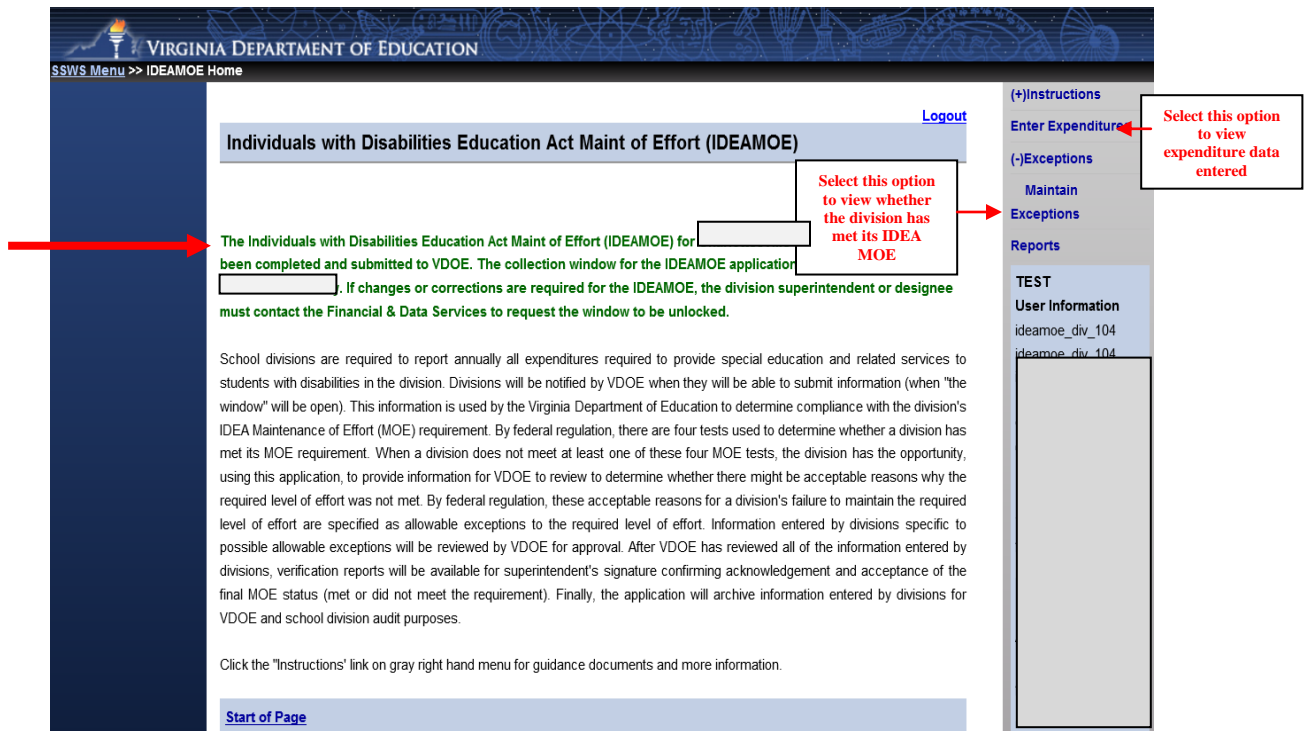 VIRGINIA DEPARTMENT OF EDUCATION
SSWS Menu >> IDEAMOE Home
Logout
Individuals with Disabilities Education Act Maint of Effort (IDEAMOE)
The Individuals with Disabilities Education Act Maint of Effort (IDEAMOE) for
been completed and submitted to VDOE. The collection window for the IDEAMOE application
. If changes or corrections are required for the IDEAMOE, the division superintendent or designee
must contact the Financial & Data Services to request the window to be unlocked.
School divisions are required to report annually all expenditures required to provide special education and related services to
students with disabilities in the division. Divisions will be notified by VDOE when they will be able to submit information (when "the
window" will be open). This information is used by the Virginia Department of Education to determine compliance with the division's
IDEA Maintenance of Effort (MOE) requirement. By federal regulation, there are four tests used to determine whether a division has
met its MOE requirement. When a division does not meet at least one of these four MOE tests, the division has the opportunity,
using this application, to provide information for VDOE to review to determine whether there might be acceptable reasons why the
required level of effort was not met. By federal regulation, these acceptable reasons for a division's failure to maintain the required
level of effort are specified as allowable exceptions to the required level of effort. Information entered by divisions specific to
possible allowable exceptions will be reviewed by VDOE for approval. After VDOE has reviewed all of the information entered by
divisions, verification reports will be available for superintendent's signature confirming acknowledgement and acceptance of the
final MOE status (met or did not meet the requirement). Finally, the application will archive information entered by divisions for
VDOE and school division audit purposes.
Click the "Instructions' link on gray right hand menu for guidance documents and more information.
Start of Page
Select this option
to view whether
the division has
met its IDEA
MOE
(+)Instructions
Enter Expenditures
(-)Exceptions
Maintain
Exceptions
Reports
TEST
User Information
ideamoe_div_104
ideamoe_div_104
Select this option
to view
expenditure data
entered